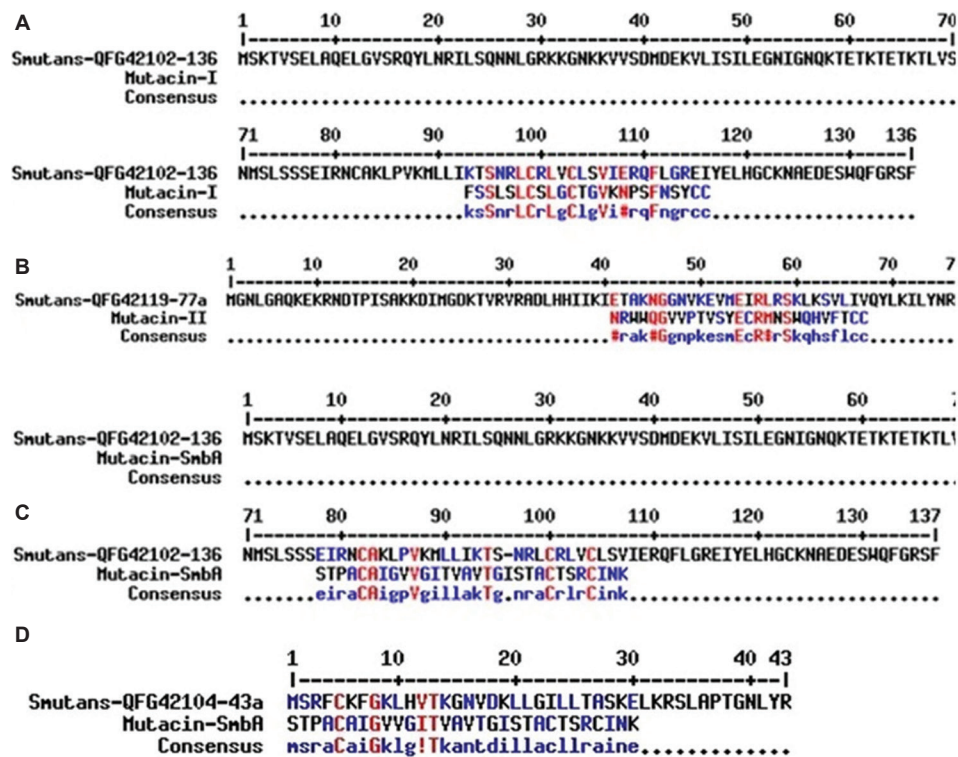 A
1 10 20 30 40 50 60 70
|--------+---------+---------+---------+---------+---------+---------|
Smutans-QFG42102-136 MSKTVSELAQELGVSRQYLNRILSQNNLGRKKGNKKVVSDMDEKVLISILEGNIGNQKTETKTETKTLVS
Mutacin-I
Consensus ......................................................................
71 80 90 100 110 120 130 136
|--------+---------+---------+---------+---------+---------+-----|
Smutans-QFG42102-136 NMSLSSSEIRNCAKLPVKMLLIKTSNRLCRLVCLSVIERQFLGREIYELHGCKNAEDESWQFGRSF
Mutacin-I FSSLSLCSLGCTGVKNPSFNSYCC
Consensus ......................ksSnrLCrLgClgVi#rqFngrcc....................
B
1 10 20 30 40 50 60 70 7
|--------+---------+---------+---------+---------+---------+---------+---
Smutans-QFG42119-77a MGNLGAQKEKRNDTPISAKKDIMGDKTVRVRADLHHIIKIETAKNGGNVKEVMEIRLRSKLKSVLIVQYLKILYNR
Mutacin-II NRWWQGVVPTVSYECRMNSWQHVFTCC
Consensus ........................................#rak#GgnpkesmEcR$rSkqhsflcc.........
1 10 20 30 40 50 60
|--------+---------+---------+---------+---------+---------+---------
Smutans-QFG42102-136 MSKTVSELAQELGVSRQYLNRILSQNNLGRKKGNKKVVSDMDEKVLISILEGNIGNQKTETKTETKTL
Mutacin-SmbA
Consensus .....................................................................
C
71 80 90 100 110 120 130 137
|--------+---------+---------+---------+---------+---------+------|
Smutans-QFG42102-136 NMSLSSSEIRNCAKLPVKMLLIKTS-NRLCRLVCLSVIERQFLGREIYELHGCKNAEDESWQFGRSF
Mutacin-SmbA STPACAIGVVGITVAVTGISTACTSRCINK
Consensus .......eiraCAigpVgillakTg.nraCrlrCink..............................
D
1 10 20 30 40 43
|--------+---------+---------+---------+--|
Smutans-QFG42104-43a MSRFCKFGKLHVTKGNVDKLLGILLTASKELKRSLAPTGNLYR
Mutacin-SmbA STPACAIGVVGITVAVTGISTACTSRCINK
Consensus msraCaiGklg!Tkantdillacllraine.............